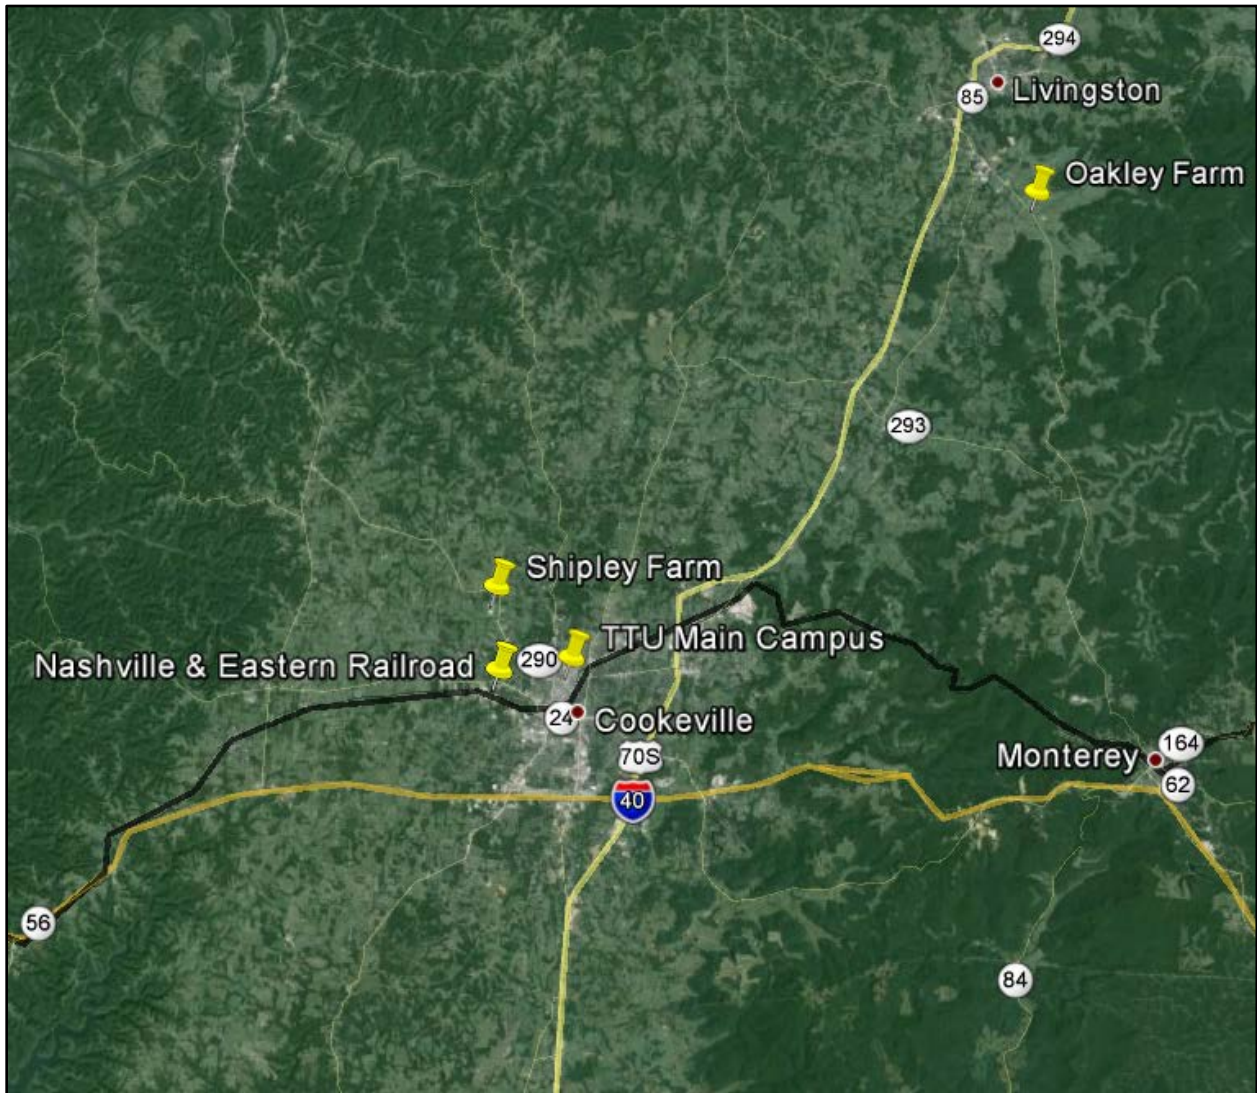 294
85
Livingston
Oakley Farm
293
Shipley Farm
TTU Main Campus
Nashville & Eastern Railroad
290
24
Cookeville
70S
40
Monterey
164
62
56
84